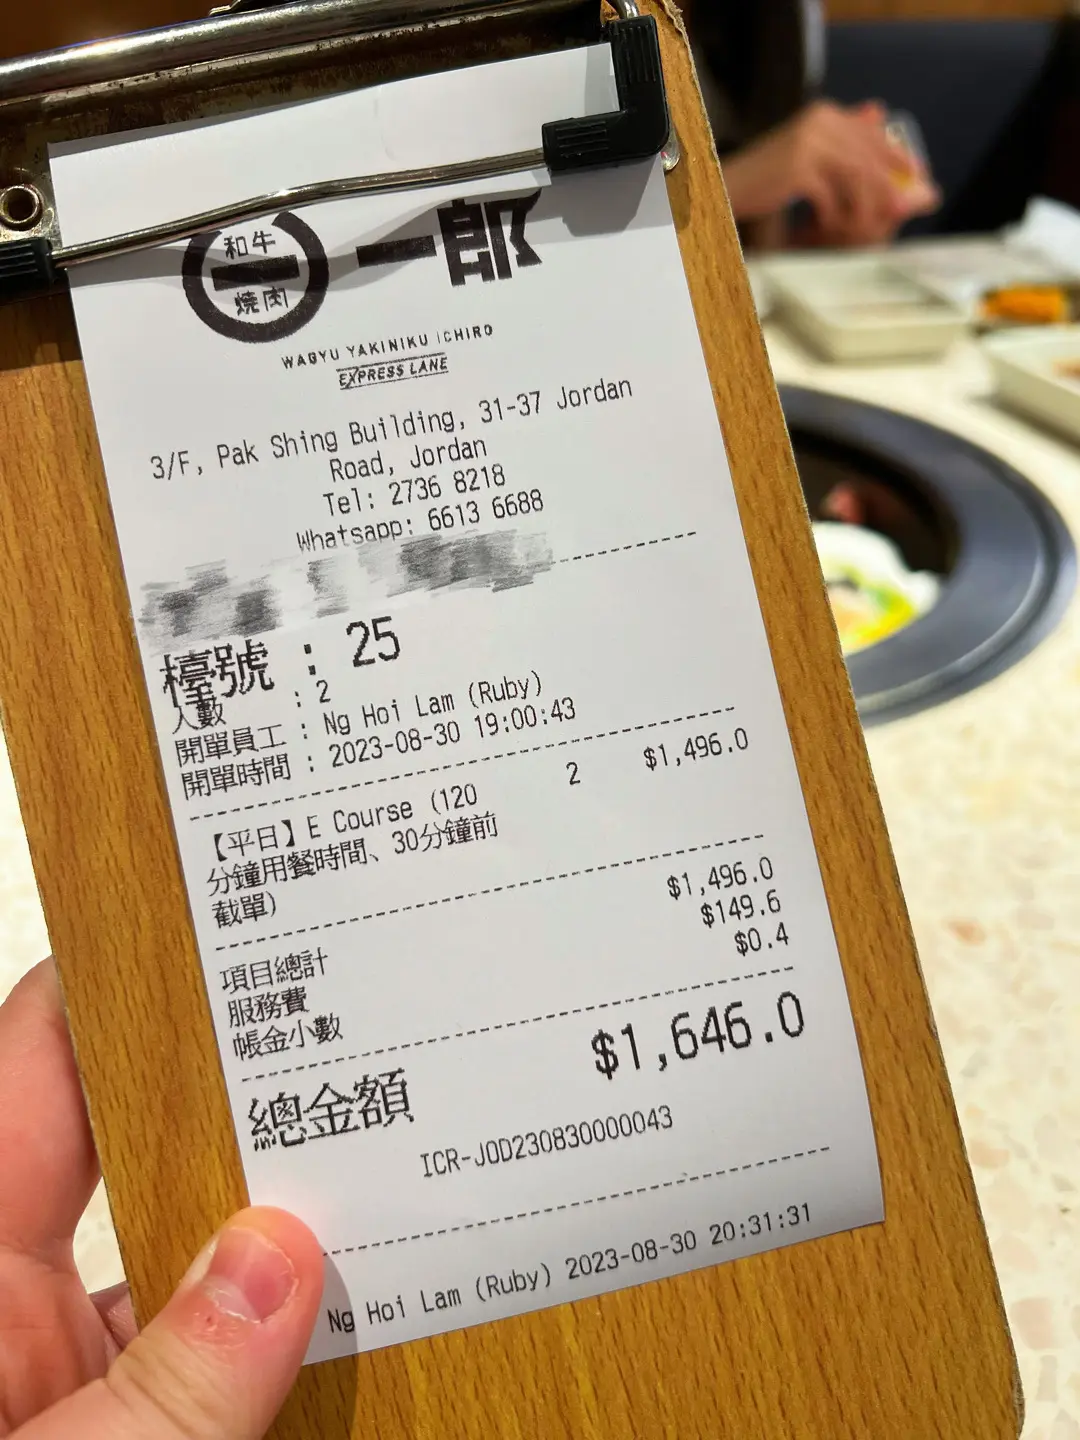 和牛
燒肉
一郎
WAGYU YAKINIKU ICHIRO
EXPRESS LANE
3/F, Pak Shing Building, 31-37 Jordan
Road, Jordan
Tel: 2736 8218
Whatsapp: 6613 6688
檯號 : 25
人數 : 2
開單員工 : Ng Hoi Lam (Ruby)
開單時間 : 2023-08-30 19:00:43
【平日】E Course (120 2 $1,496.0
分鐘用餐時間、30分鐘前
截單)
項目總計 $1,496.0
服務費 $149.6
帳金小數 $0.4
總金額 $1,646.0
ICR-JOD230830000043
Ng Hoi Lam (Ruby) 2023-08-30 20:31:31